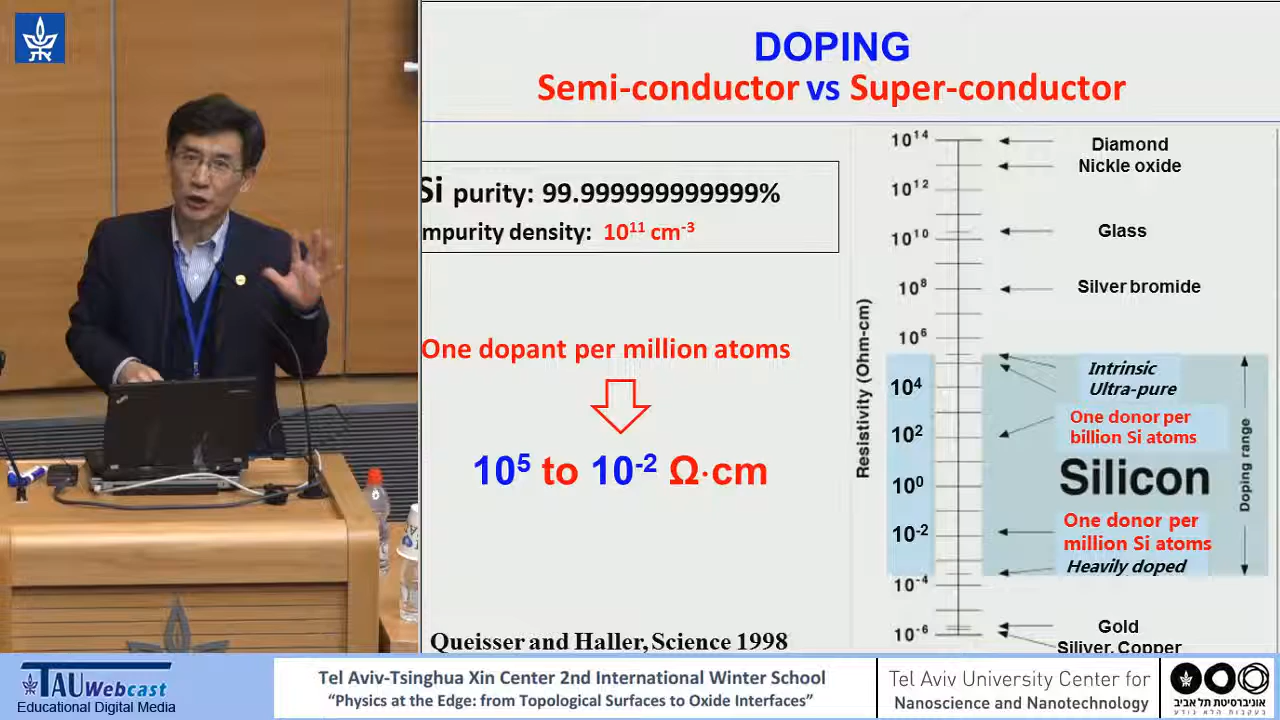 DOPING
Semi-conductor vs Super-conductor
Si purity: 99.999999999999%
mpurity density: 10¹¹ cm⁻³
One dopant per million atoms
10⁵ to 10⁻² Ω·cm
Queisser and Haller, Science 1998
Resistivity (Ohm-cm)
10¹⁴
10¹²
10¹⁰
10⁸
10⁶
10⁴
10²
10⁰
10⁻²
10⁻⁴
10⁻⁶
Diamond
Nickle oxide
Glass
Silver bromide
Intrinsic
Ultra-pure
One donor per
billion Si atoms
Silicon
One donor per
million Si atoms
Heavily doped
Doping range
Gold
Siliver, Copper
TAU Webcast
Educational Digital Media
Tel Aviv-Tsinghua Xin Center 2nd International Winter School
“Physics at the Edge: from Topological Surfaces to Oxide Interfaces”
Tel Aviv University Center for
Nanoscience and Nanotechnology
אוניברסיטת תל אביב